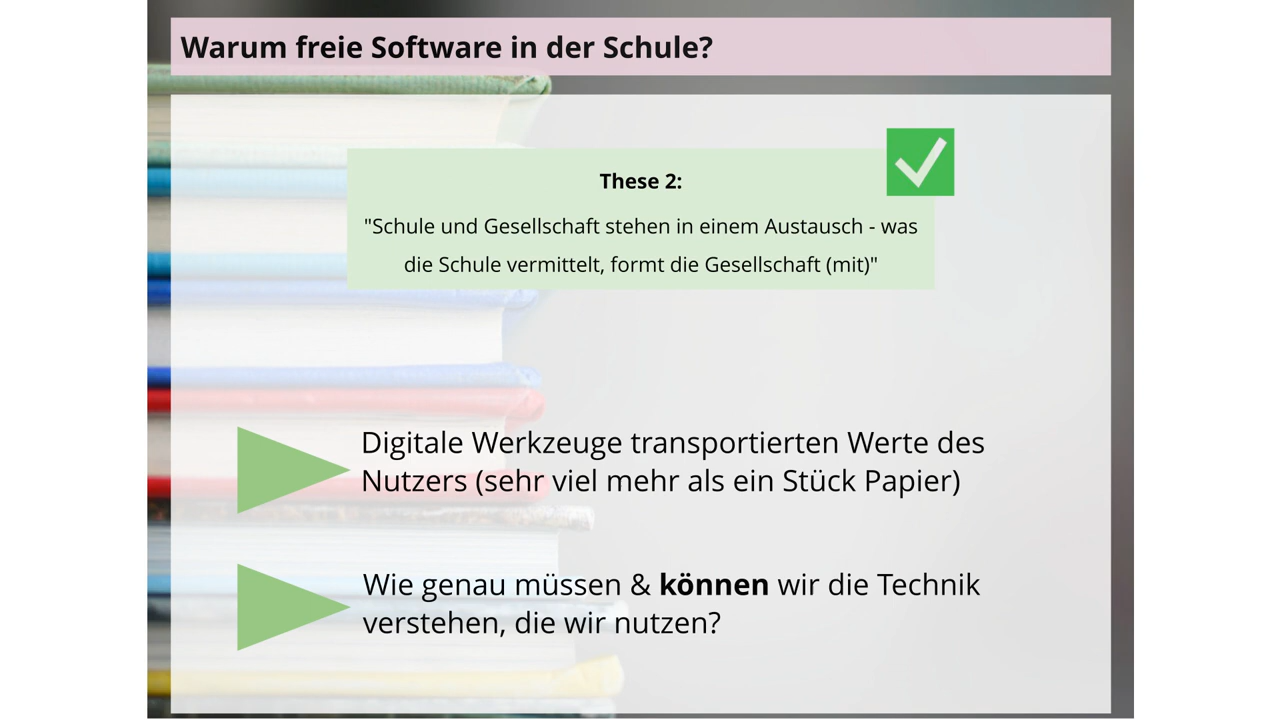 Warum freie Software in der Schule?
These 2:
"Schule und Gesellschaft stehen in einem Austausch - was
die Schule vermittelt, formt die Gesellschaft (mit)"
Digitale Werkzeuge transportierten Werte des
Nutzers (sehr viel mehr als ein Stück Papier)
Wie genau müssen & können wir die Technik
verstehen, die wir nutzen?